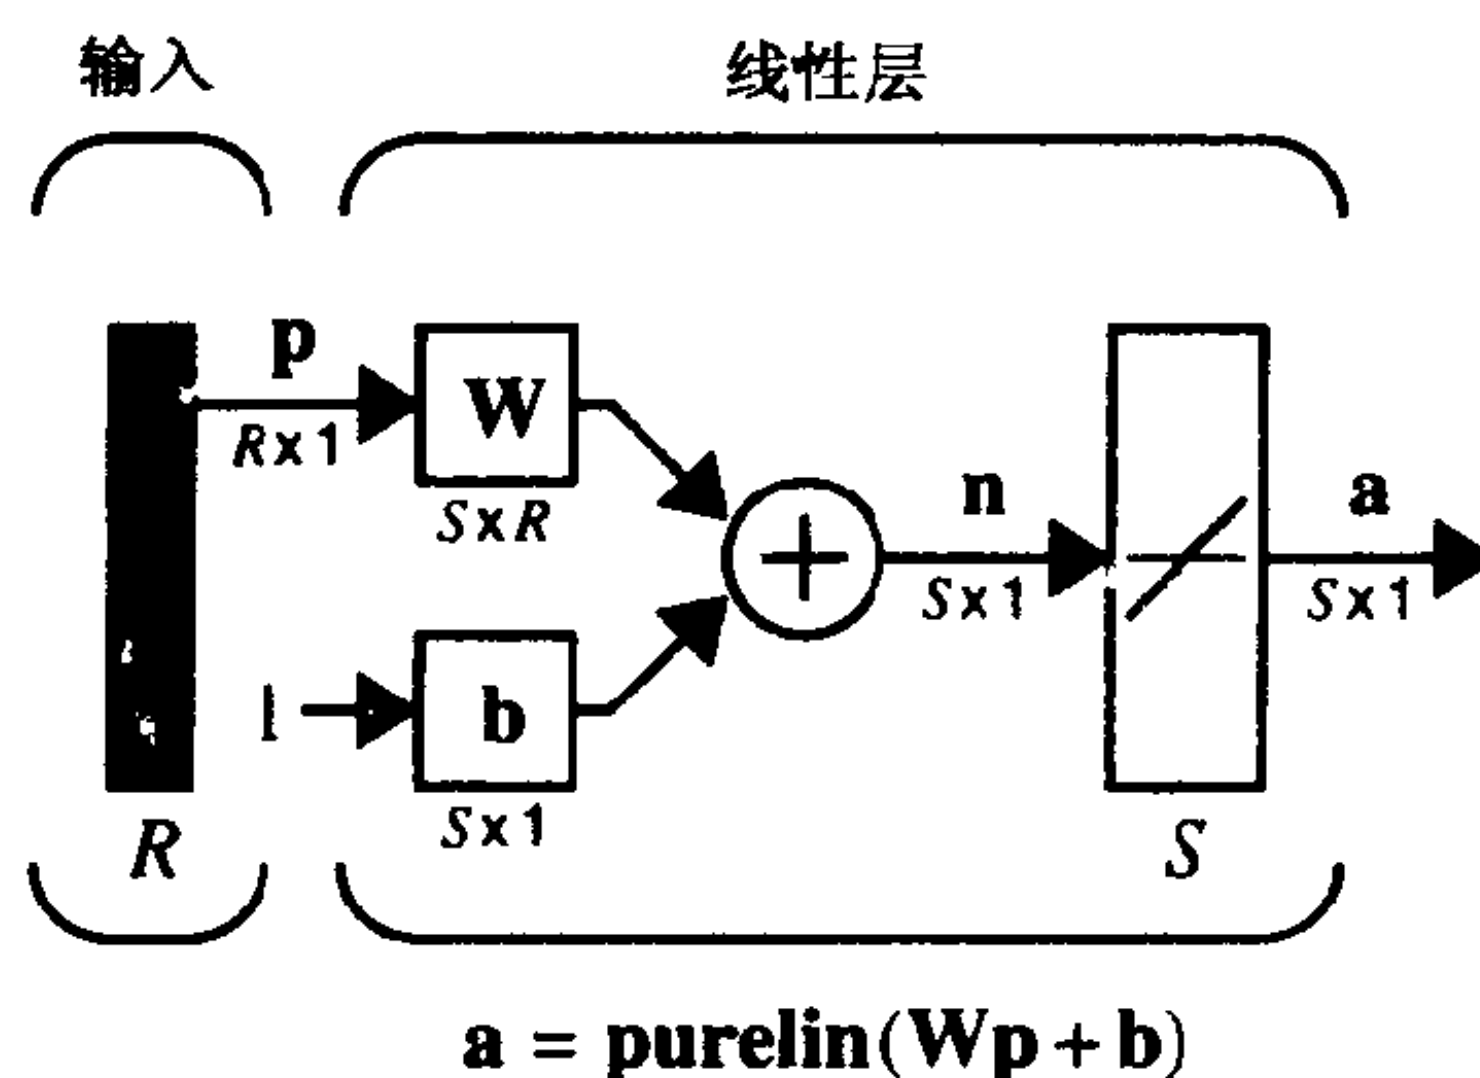 输入 线性层
p
R×1
W
S×R
n
S×1
a
S×1
1
b
S×1
R
S
a = purelin(Wp + b)